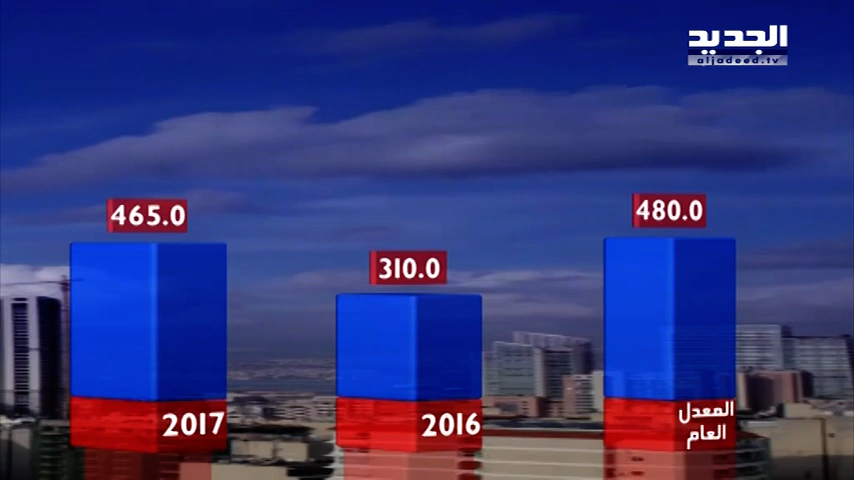 الجديد
aljadeed.tv
480.0
310.0
465.0
المعدل
العام
2016
2017